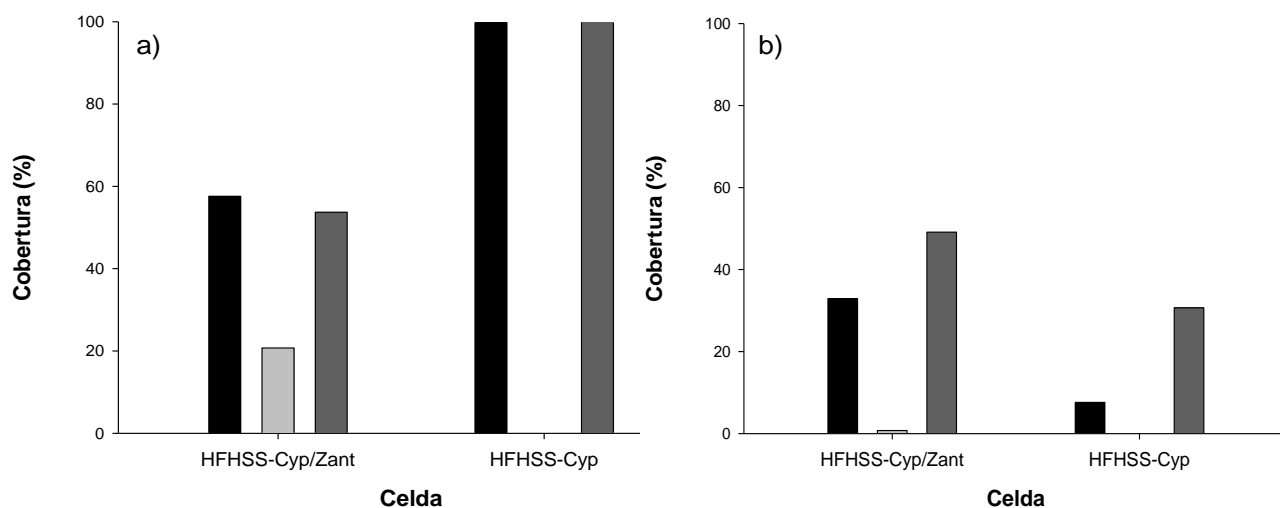 a)
Cobertura (%)
100
80
60
40
20
0
HFHSS-Cyp/Zant
HFHSS-Cyp
Celda
b)
Cobertura (%)
100
80
60
40
20
0
HFHSS-Cyp/Zant
HFHSS-Cyp
Celda